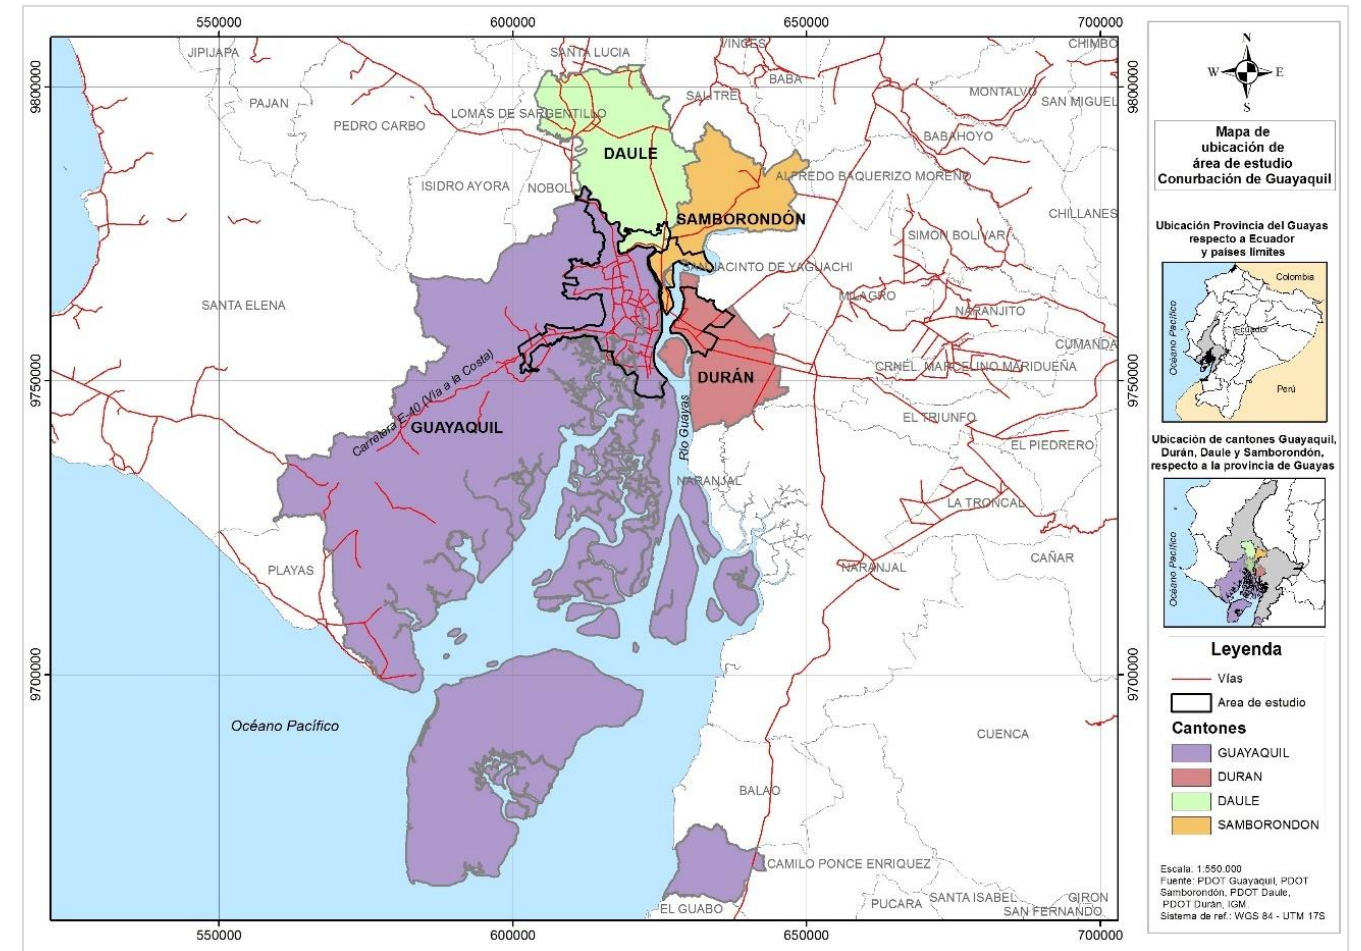 550000
600000
650000
700000
9800000
9750000
9700000
JIPIJAPA
SANTA LUCIA
VINCES
CHIMBO
BABA
PAJAN
LOMAS DE SARGENTILLO
SALITRE
MONTALVO
SAN MIGUEL
PEDRO CARBO
BABAHOYO
DAULE
ISIDRO AYORA
NOBOL
ALFREDO BAQUERIZO MORENO
SAMBORONDÓN
CHILLANES
SIMON BOLIVAR
SAN JACINTO DE YAGUACHI
SANTA ELENA
MILAGRO
NARANJITO
CUMANDA
CRNEL. MARCELINO MARIDUEÑA
DURÁN
Carretera E-40 (Vía a la Costa)
GUAYAQUIL
Río Guayas
EL TRIUNFO
EL PIEDRERO
NARANJAL
LA TRONCAL
PLAYAS
NARANJAL
CAÑAR
Océano Pacífico
CUENCA
BALAO
CAMILO PONCE ENRIQUEZ
EL GUABO
PUCARA
SANTA ISABEL
GIRON
SAN FERNANDO
9800000
9750000
9700000
550000
600000
650000
700000
N
W
E
S
Mapa de
ubicación de
área de estudio
Conurbación de Guayaquil
Ubicación Provincia del Guayas
respecto a Ecuador
y países límites
Colombia
Océano Pacífico
Ecuador
Perú
Ubicación de cantones Guayaquil,
Durán, Daule y Samborondón,
respecto a la provincia de Guayas
Océano Pacífico
Leyenda
Vías
Area de estudio
Cantones
GUAYAQUIL
DURAN
DAULE
SAMBORONDON
Escala: 1:550.000
Fuente: PDOT Guayaquil, PDOT
Samborondón, PDOT Daule,
PDOT Durán, IGM.
Sistema de ref.: WGS 84 - UTM 17S